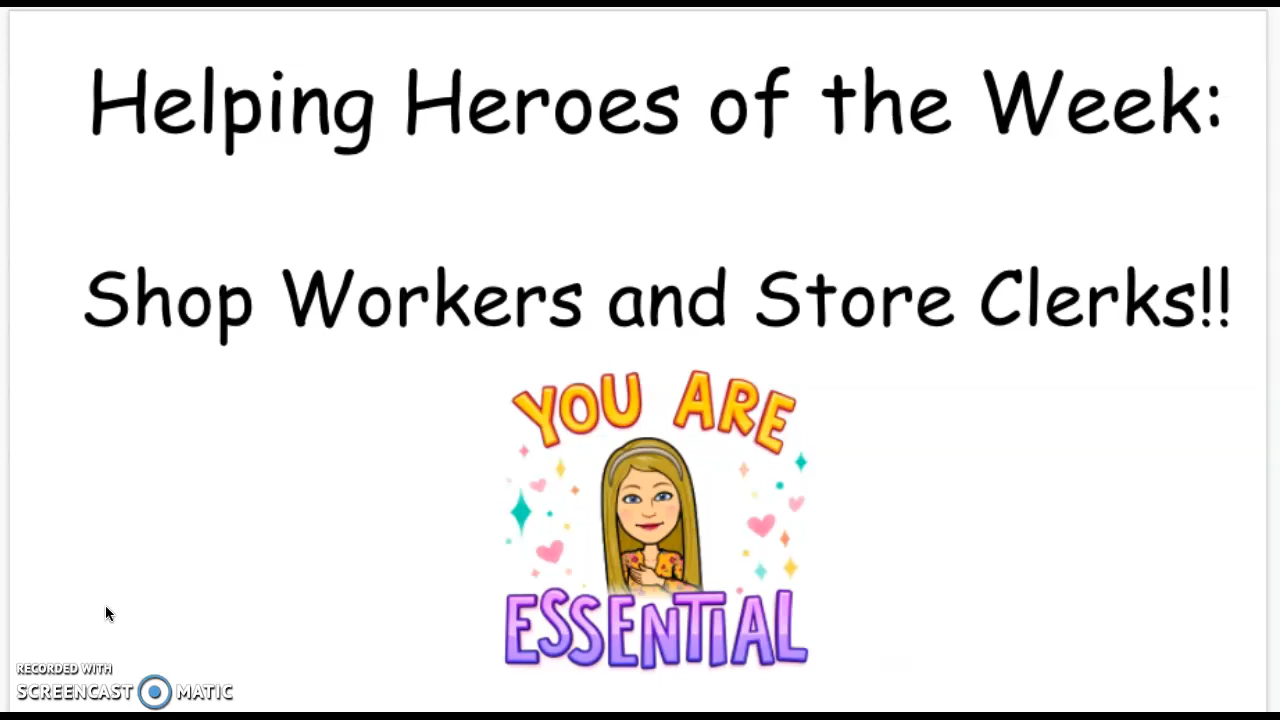 Helping Heroes of the Week:
Shop Workers and Store Clerks!!
YOU ARE
ESSENTIAL
RECORDED WITH
SCREENCAST MATIC